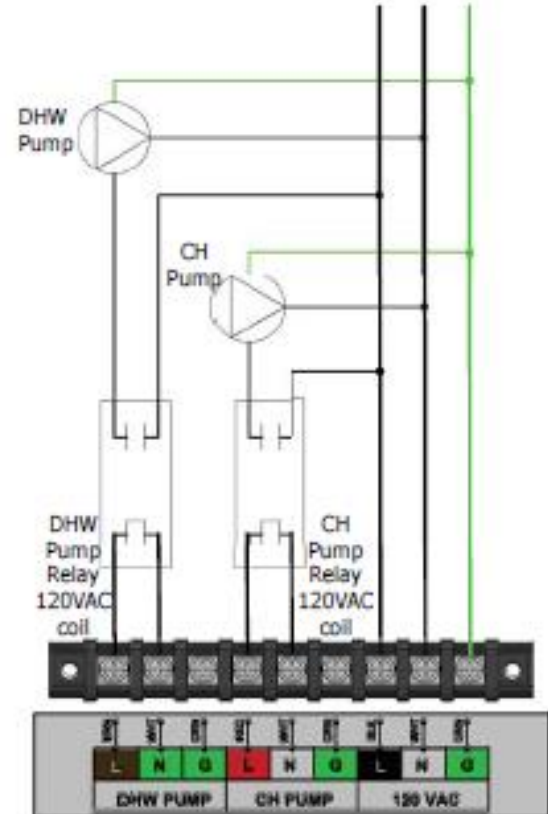 DHW
Pump
CH
Pump
DHW
Pump
Relay
120VAC
coil
CH
Pump
Relay
120VAC
coil
L N G L N G L N G
DHW PUMP CH PUMP 120 VAC